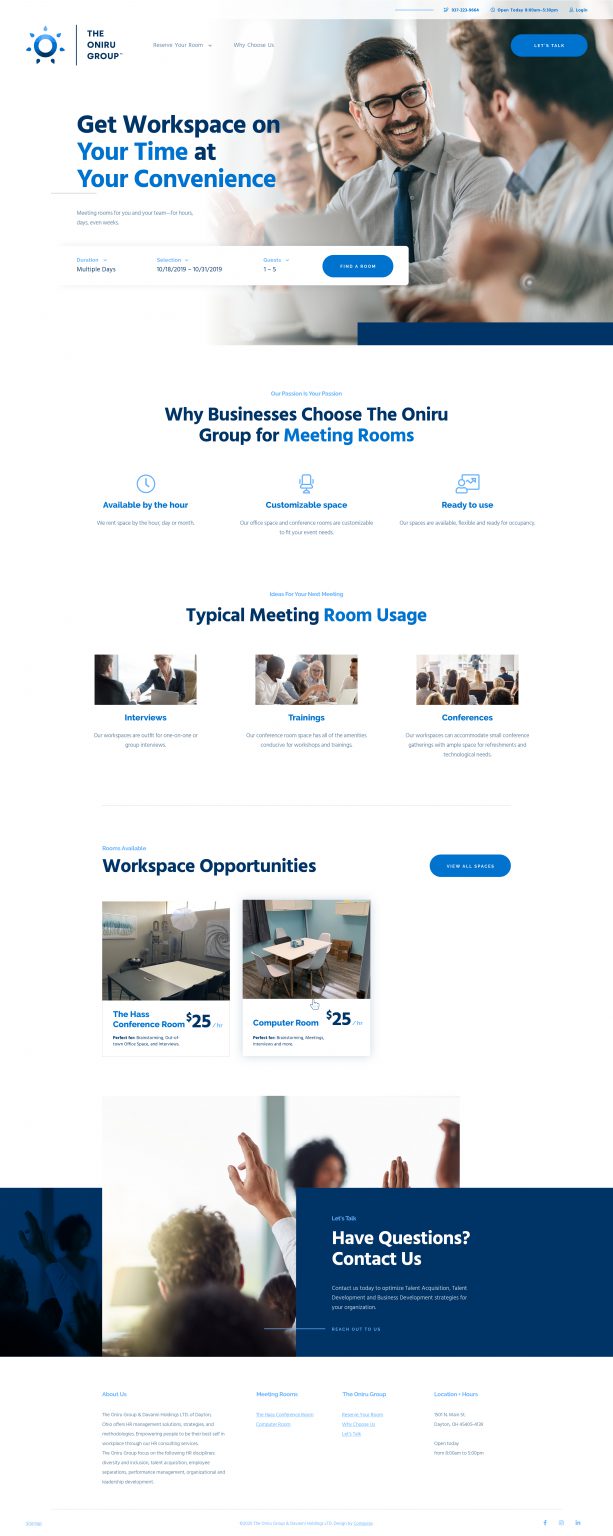 937-223-9664 Open Today 8:00am–5:30pm Login
THE
ONIRU
GROUP™
Reserve Your Room Why Choose Us LET'S TALK
Get Workspace on
Your Time at
Your Convenience
Meeting rooms for you and your team—for hours,
days, even weeks.
Duration Selection Guests
Multiple Days 10/18/2019 – 10/31/2019 1 – 5 FIND A ROOM
Our Passion Is Your Passion
Why Businesses Choose The Oniru
Group for Meeting Rooms
Available by the hour
We rent space by the hour, day or month.
Customizable space
Our office space and conference rooms are customizable
to fit your event needs.
Ready to use
Our spaces are available, flexible and ready for occupancy.
Ideas For Your Next Meeting
Typical Meeting Room Usage
Interviews
Our workspaces are outfit for one-on-one or
group interviews.
Trainings
Our conference room space has all of the amenities
conducive for workshops and trainings.
Conferences
Our workspaces can accommodate small conference
gatherings with ample space for refreshments and
technological needs.
Rooms Available
Workspace Opportunities
VIEW ALL SPACES
The Hass
Conference Room $25 / hr
Perfect for: Brainstorming, Out-of-
town Office Space, and Interviews.
Computer Room $25 / hr
Perfect for: Brainstorming, Meetings,
Interviews and more.
Let's Talk
Have Questions?
Contact Us
Contact us today to optimize Talent Acquisition, Talent
Development and Business Development strategies for
your organization.
REACH OUT TO US
About Us
The Oniru Group & Davanni Holdings LTD. of Dayton,
Ohio offers HR management solutions, strategies, and
methodologies. Empowering people to be their best self in
workplace through our HR consulting services.
The Oniru Group focus on the following HR disciplines:
diversity and inclusion, talent acquisition, employee
separations, performance management, organizational and
leadership development.
Meeting Rooms
The Hass Conference Room
Computer Room
The Oniru Group
Reserve Your Room
Why Choose Us
Let's Talk
Location + Hours
1501 N. Main St.
Dayton, OH 45405-4139
Open today
from 8:00am to 5:00pm
Sitemap
©2020 The Oniru Group & Davanni Holdings LTD. Design by